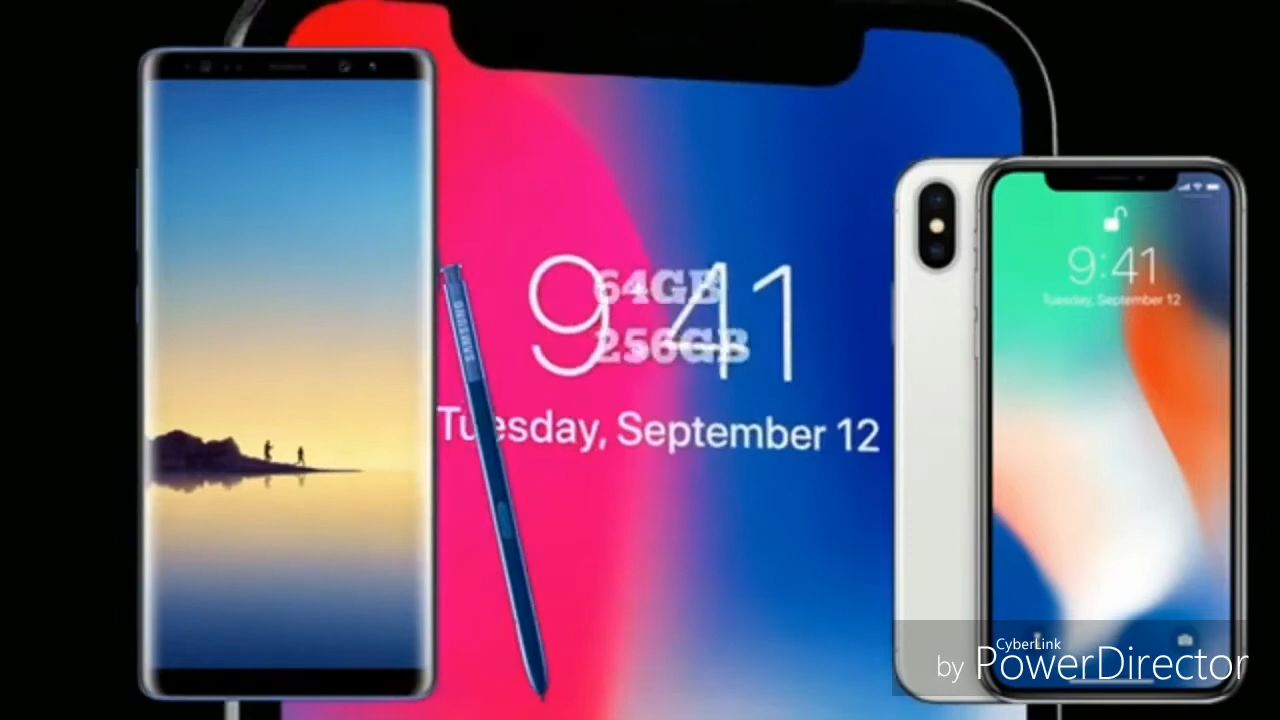 9:41
64GB
256GB
Tuesday, September 12
SAMSUNG
9:41
Tuesday, September 12
CyberLink
by PowerDirector